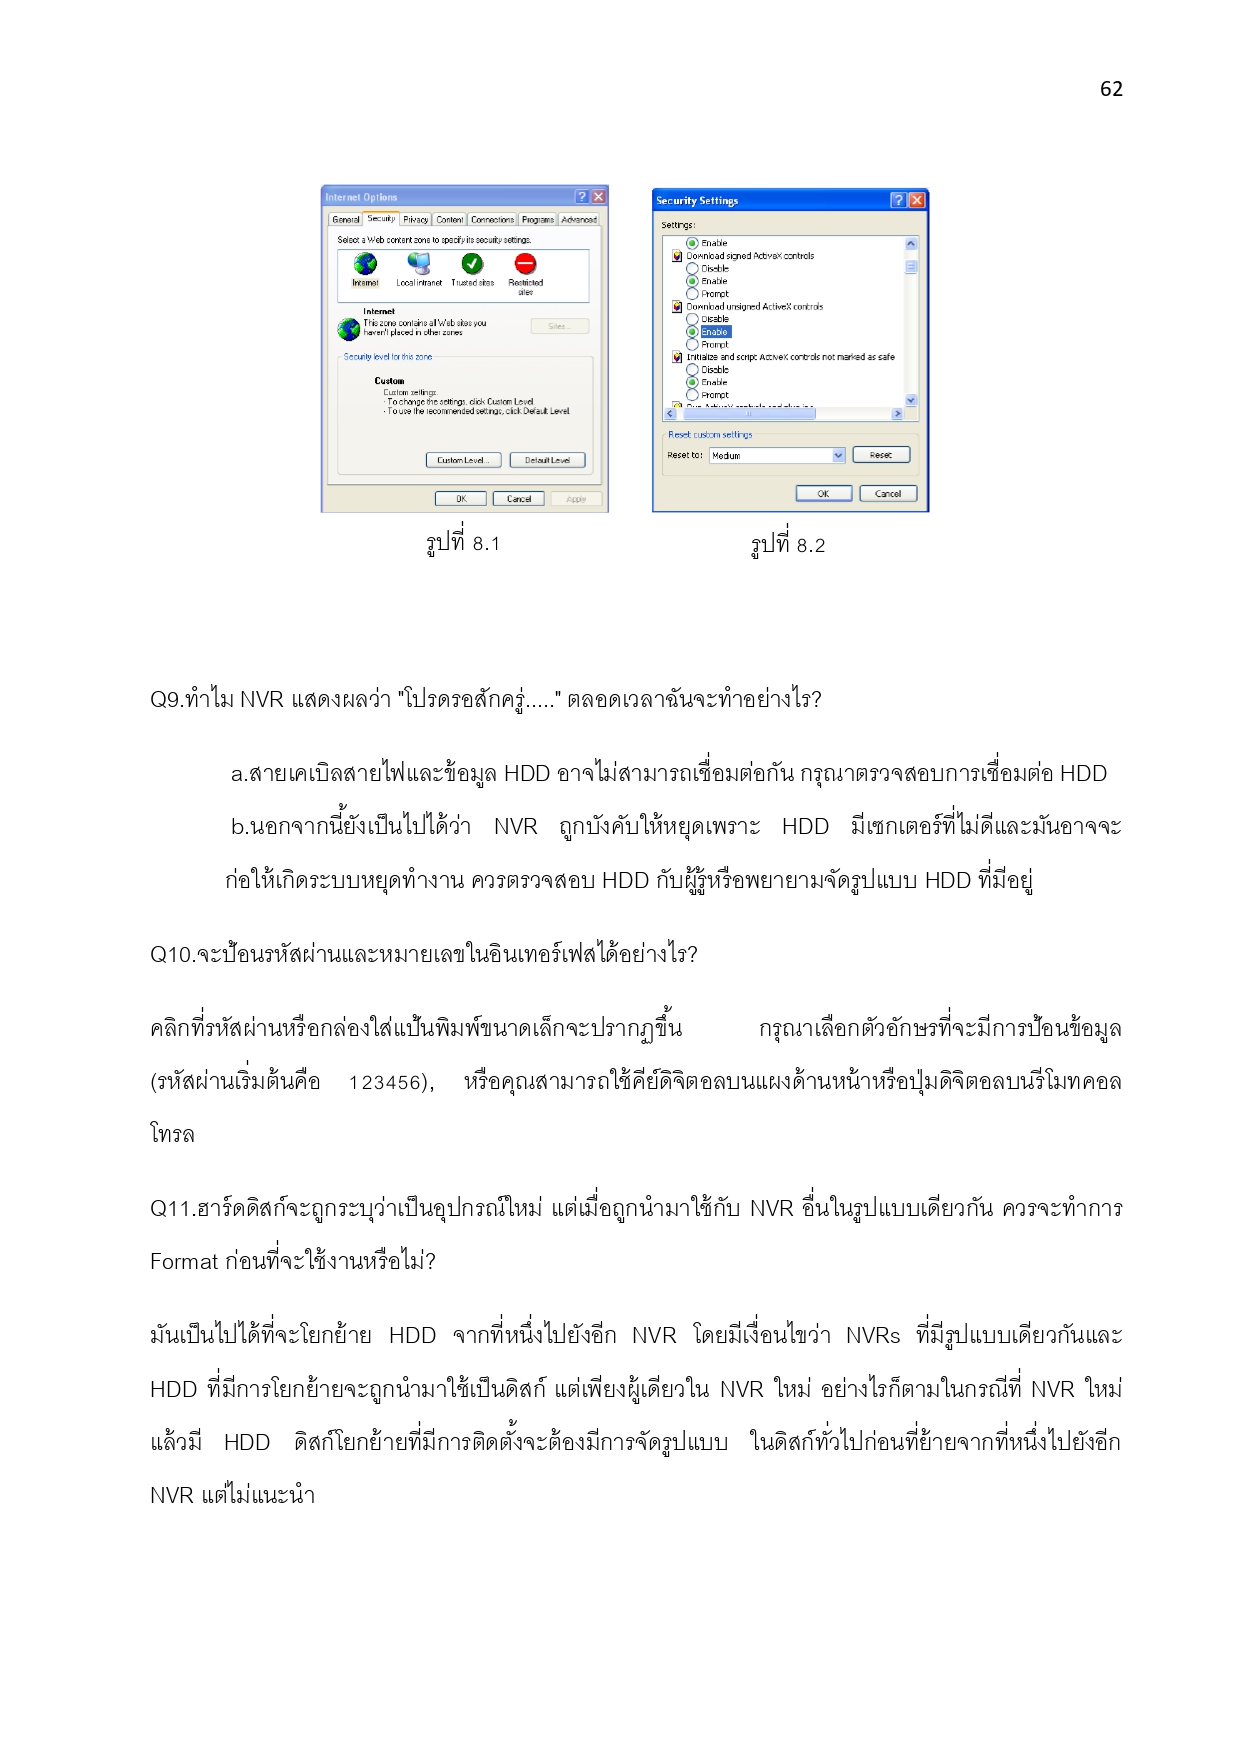 62
Internet Options
General Security Privacy Content Connections Programs Advanced
Select a Web content zone to specify its security settings.
Internet Local intranet Trusted sites Restricted sites
Internet
This zone contains all Web sites you
haven't placed in other zones
Sites...
Security level for this zone
Custom
Custom settings.
- To change the settings, click Custom Level.
- To use the recommended settings, click Default Level.
Custom Level... Default Level
OK Cancel Apply
Security Settings
Settings:
Enable
Download signed ActiveX controls
Disable
Enable
Prompt
Download unsigned ActiveX controls
Disable
Enable
Prompt
Initialize and script ActiveX controls not marked as safe
Disable
Enable
Prompt
Reset custom settings
Reset to: Medium Reset
OK Cancel
รูปที่ 8.1
รูปที่ 8.2
Q9.ทำไม NVR แสดงผลว่า "โปรดรอสักครู่....." ตลอดเวลาฉันจะทำอย่างไร?
a.สายเคเบิลสายไฟและข้อมูล HDD อาจไม่สามารถเชื่อมต่อกัน กรุณาตรวจสอบการเชื่อมต่อ HDD
b.นอกจากนี้ยังเป็นไปได้ว่า NVR ถูกบังคับให้หยุดเพราะ HDD มีเซกเตอร์ที่ไม่ดีและมันอาจจะ
ก่อให้เกิดระบบหยุดทำงาน ควรตรวจสอบ HDD กับผู้รู้หรือพยายามจัดรูปแบบ HDD ที่มีอยู่
Q10.จะป้อนรหัสผ่านและหมายเลขในอินเทอร์เฟสได้อย่างไร?
คลิกที่รหัสผ่านหรือกล่องใส่แป้นพิมพ์ขนาดเล็กจะปรากฏขึ้น กรุณาเลือกตัวอักษรที่จะมีการป้อนข้อมูล
(รหัสผ่านเริ่มต้นคือ 123456), หรือคุณสามารถใช้คีย์ดิจิตอลบนแผงด้านหน้าหรือปุ่มดิจิตอลบนรีโมทคอล
โทรล
Q11.ฮาร์ดดิสก์จะถูกระบุว่าเป็นอุปกรณ์ใหม่ แต่เมื่อถูกนำมาใช้กับ NVR อื่นในรูปแบบเดียวกัน ควรจะทำการ
Format ก่อนที่จะใช้งานหรือไม่?
มันเป็นไปได้ที่จะโยกย้าย HDD จากที่หนึ่งไปยังอีก NVR โดยมีเงื่อนไขว่า NVRs ที่มีรูปแบบเดียวกันและ
HDD ที่มีการโยกย้ายจะถูกนำมาใช้เป็นดิสก์ แต่เพียงผู้เดียวใน NVR ใหม่ อย่างไรก็ตามในกรณีที่ NVR ใหม่
แล้วมี HDD ดิสก์โยกย้ายที่มีการติดตั้งจะต้องมีการจัดรูปแบบ ในดิสก์ทั่วไปก่อนที่ย้ายจากที่หนึ่งไปยังอีก
NVR แต่ไม่แนะนำ